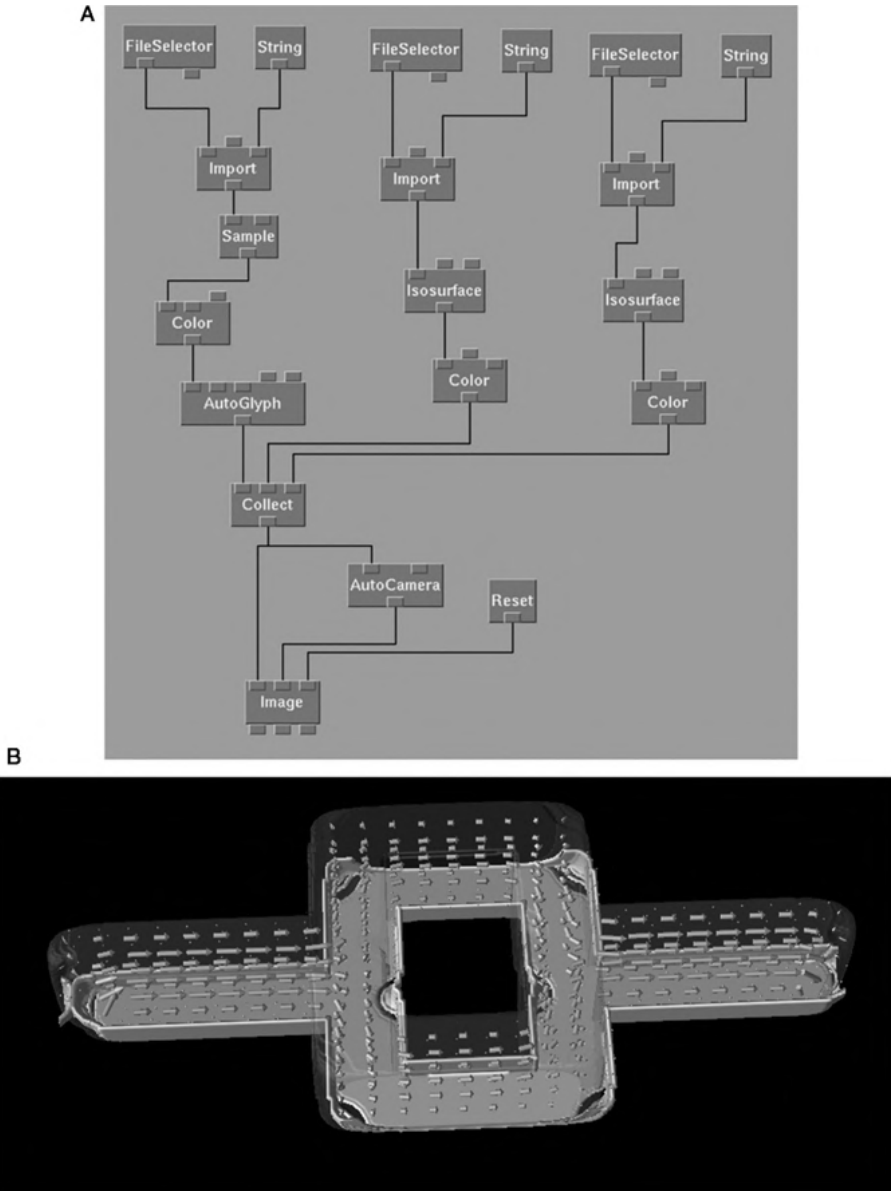 A
FileSelector
String
FileSelector
String
FileSelector
String
Import
Import
Import
Sample
Isosurface
Isosurface
Color
Color
Color
AutoGlyph
Collect
AutoCamera
Reset
Image
B